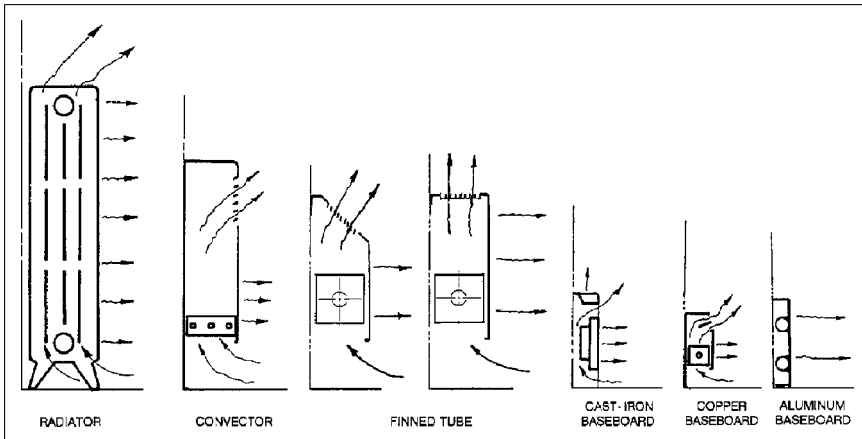 RADIATOR
CONVECTOR
FINNED TUBE
CAST-IRON
BASEBOARD
COPPER
BASEBOARD
ALUMINUM
BASEBOARD